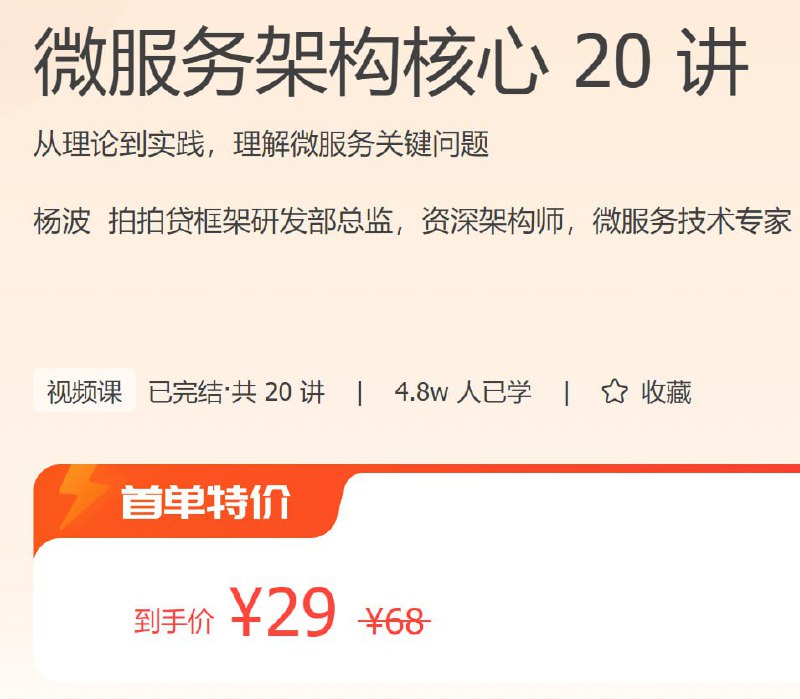 微服务架构核心 20 讲
从理论到实践，理解微服务关键问题
杨波 拍拍贷框架研发部总监，资深架构师，微服务技术专家
视频课 已完结·共 20 讲 | 4.8w 人已学 | 收藏
首单特价
到手价 ¥29 ¥68